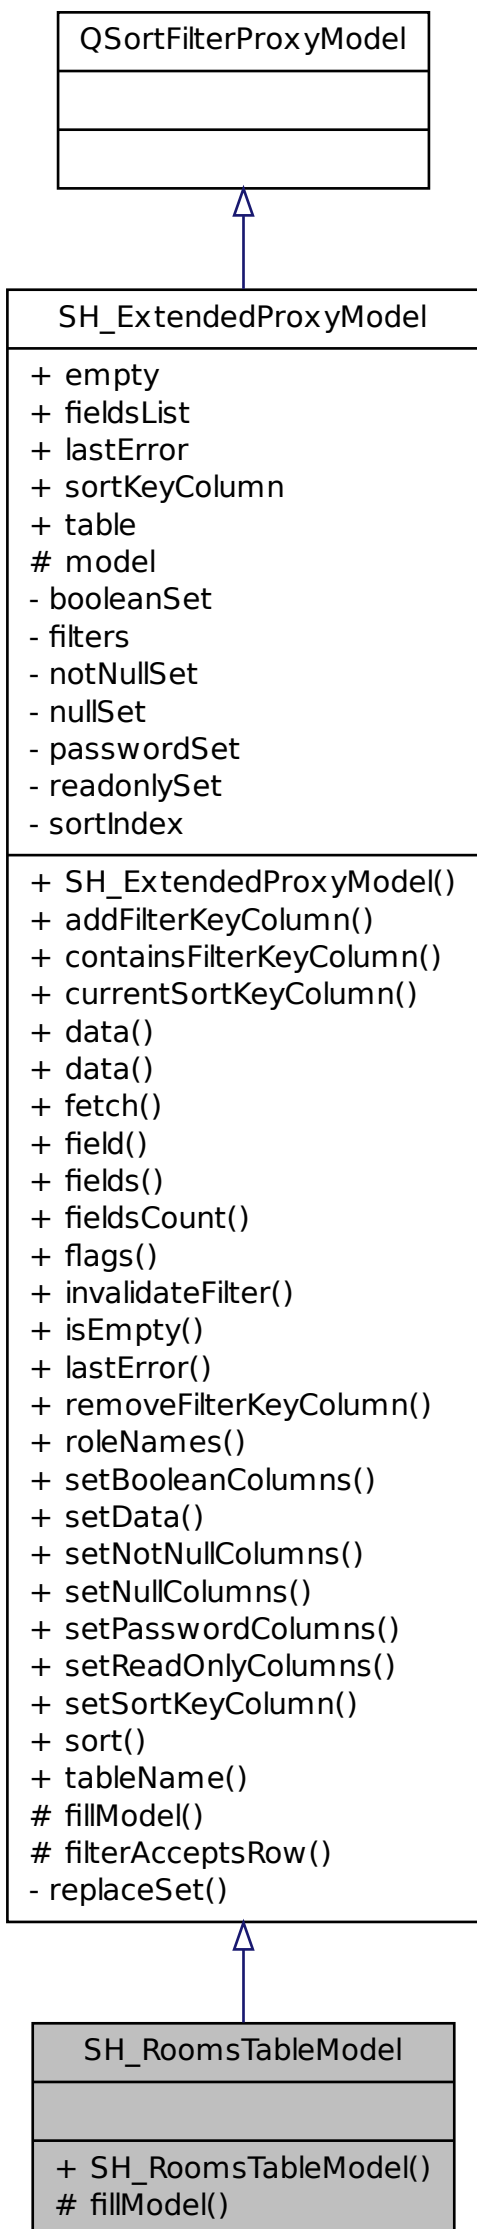 QSortFilterProxyModel
SH_ExtendedProxyModel
+ empty
+ fieldsList
+ lastError
+ sortKeyColumn
+ table
# model
- booleanSet
- filters
- notNullSet
- nullSet
- passwordSet
- readonlySet
- sortIndex
+ SH_ExtendedProxyModel()
+ addFilterKeyColumn()
+ containsFilterKeyColumn()
+ currentSortKeyColumn()
+ data()
+ data()
+ fetch()
+ field()
+ fields()
+ fieldsCount()
+ flags()
+ invalidateFilter()
+ isEmpty()
+ lastError()
+ removeFilterKeyColumn()
+ roleNames()
+ setBooleanColumns()
+ setData()
+ setNotNullColumns()
+ setNullColumns()
+ setPasswordColumns()
+ setReadOnlyColumns()
+ setSortKeyColumn()
+ sort()
+ tableName()
# fillModel()
# filterAcceptsRow()
- replaceSet()
SH_RoomsTableModel
+ SH_RoomsTableModel()
# fillModel()